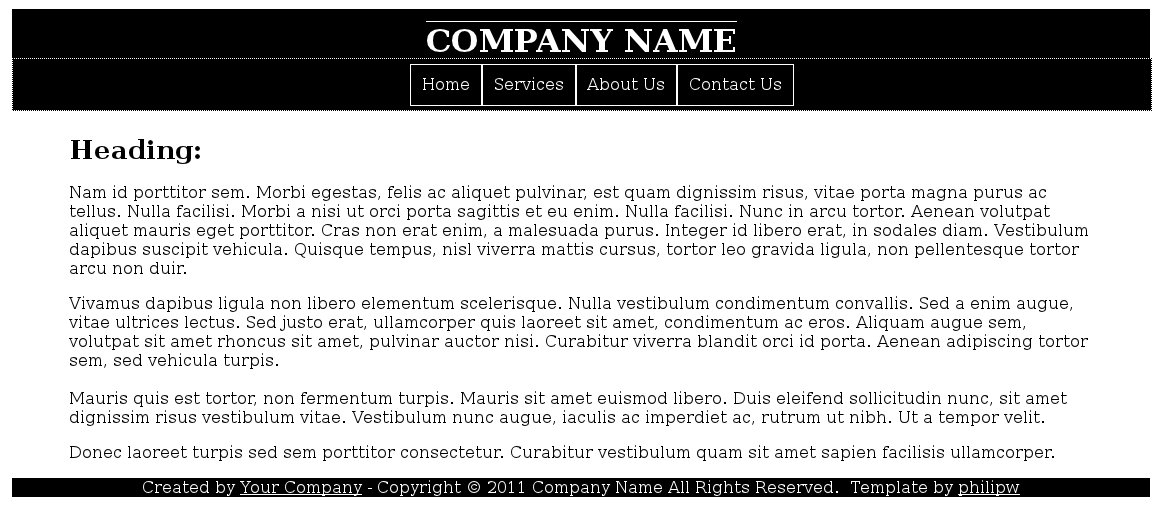 COMPANY NAME
Home Services About Us Contact Us
Heading:
Nam id porttitor sem. Morbi egestas, felis ac aliquet pulvinar, est quam dignissim risus, vitae porta magna purus ac
tellus. Nulla facilisi. Morbi a nisi ut orci porta sagittis et eu enim. Nulla facilisi. Nunc in arcu tortor. Aenean volutpat
aliquet mauris eget porttitor. Cras non erat enim, a malesuada purus. Integer id libero erat, in sodales diam. Vestibulum
dapibus suscipit vehicula. Quisque tempus, nisl viverra mattis cursus, tortor leo gravida ligula, non pellentesque tortor
arcu non duir.
Vivamus dapibus ligula non libero elementum scelerisque. Nulla vestibulum condimentum convallis. Sed a enim augue,
vitae ultrices lectus. Sed justo erat, ullamcorper quis laoreet sit amet, condimentum ac eros. Aliquam augue sem,
volutpat sit amet rhoncus sit amet, pulvinar auctor nisi. Curabitur viverra blandit orci id porta. Aenean adipiscing tortor
sem, sed vehicula turpis.
Mauris quis est tortor, non fermentum turpis. Mauris sit amet euismod libero. Duis eleifend sollicitudin nunc, sit amet
dignissim risus vestibulum vitae. Vestibulum nunc augue, iaculis ac imperdiet ac, rutrum ut nibh. Ut a tempor velit.
Donec laoreet turpis sed sem porttitor consectetur. Curabitur vestibulum quam sit amet sapien facilisis ullamcorper.
Created by Your Company - Copyright © 2011 Company Name All Rights Reserved.  Template by philipw